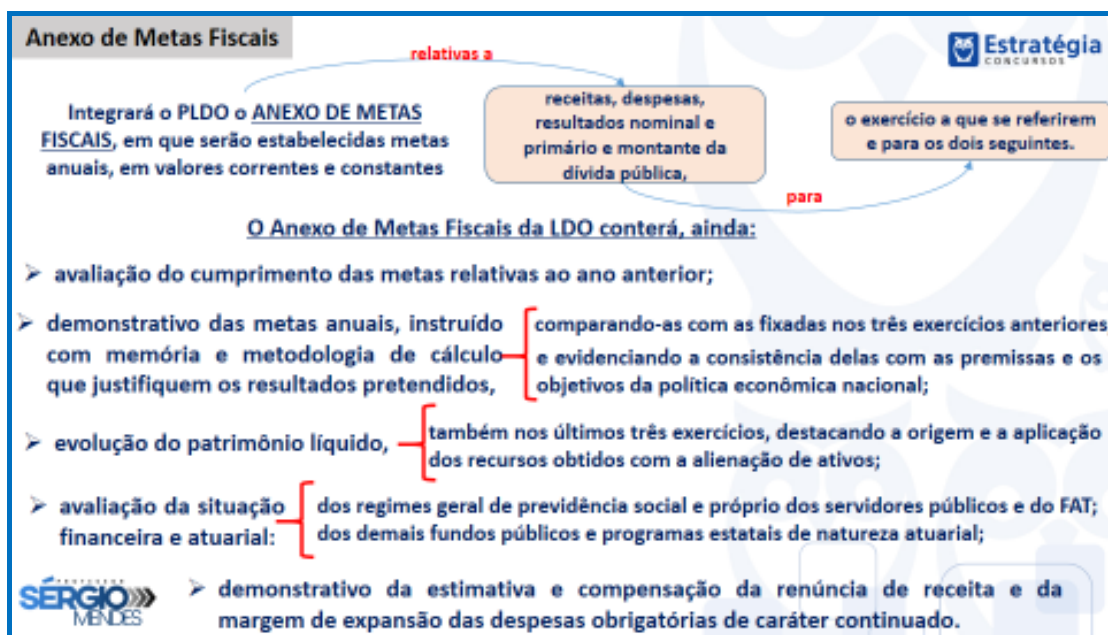 Anexo de Metas Fiscais
Estratégia
CONCURSOS
relativas a
Integrará o PLDO o ANEXO DE METAS
FISCAIS, em que serão estabelecidas metas
anuais, em valores correntes e constantes
receitas, despesas,
resultados nominal e
primário e montante da
dívida pública,
o exercício a que se referirem
e para os dois seguintes.
para
O Anexo de Metas Fiscais da LDO conterá, ainda:
➢ avaliação do cumprimento das metas relativas ao ano anterior;
➢ demonstrativo das metas anuais, instruído
com memória e metodologia de cálculo
que justifiquem os resultados pretendidos,
comparando-as com as fixadas nos três exercícios anteriores
e evidenciando a consistência delas com as premissas e os
objetivos da política econômica nacional;
➢ evolução do patrimônio líquido,
também nos últimos três exercícios, destacando a origem e a aplicação
dos recursos obtidos com a alienação de ativos;
➢ avaliação da situação
financeira e atuarial:
dos regimes geral de previdência social e próprio dos servidores públicos e do FAT;
dos demais fundos públicos e programas estatais de natureza atuarial;
PROFESSOR
SÉRGIO
MENDES
➢ demonstrativo da estimativa e compensação da renúncia de receita e da
margem de expansão das despesas obrigatórias de caráter continuado.